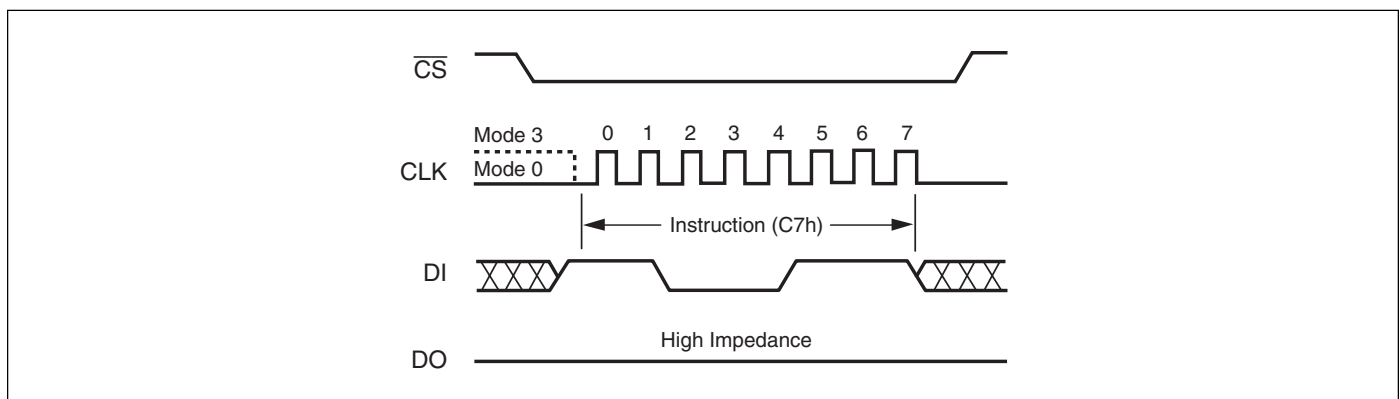 CS
Mode 3
0 1 2 3 4 5 6 7
CLK
Mode 0
Instruction (C7h)
DI
High Impedance
DO